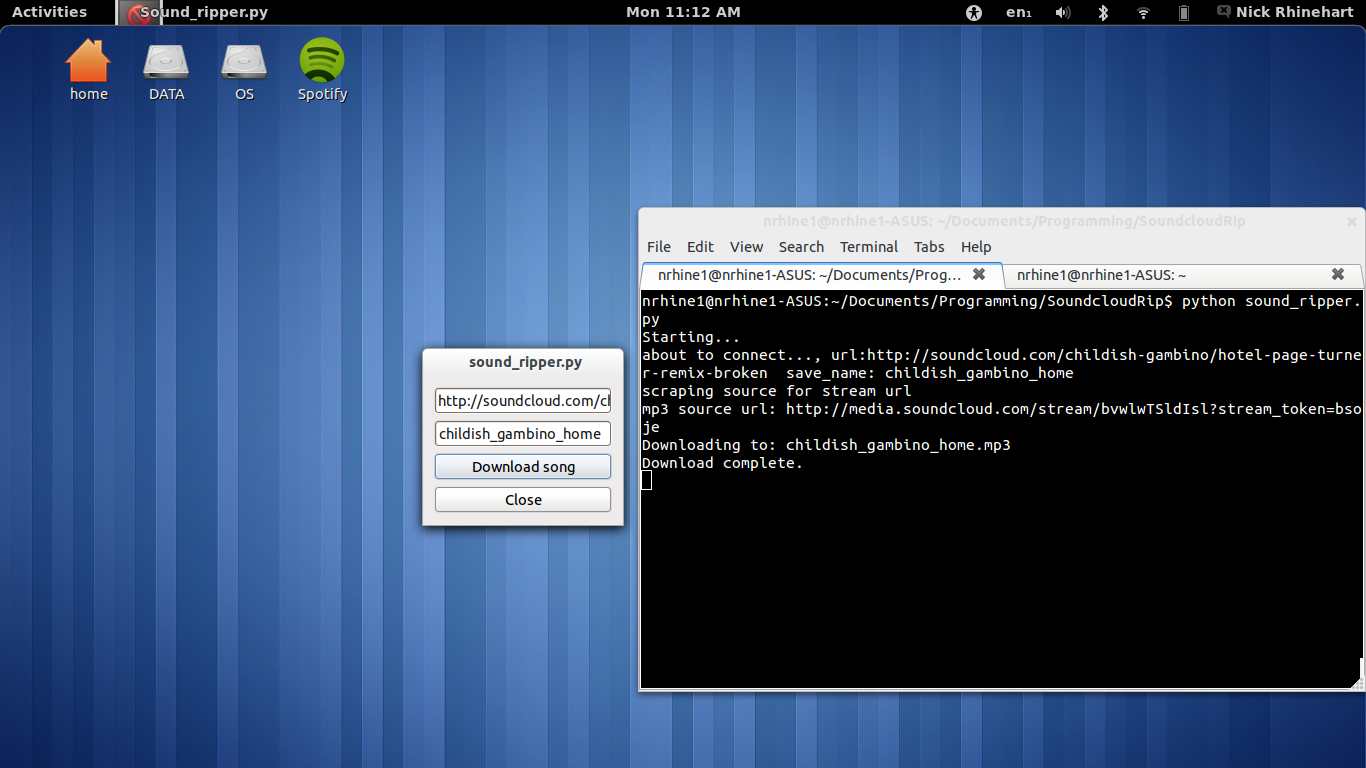 Activities Sound_ripper.py Mon 11:12 AM en₁ Nick Rhinehart
home DATA OS Spotify
nrhine1@nrhine1-ASUS: ~/Documents/Programming/SoundcloudRip
File Edit View Search Terminal Tabs Help
nrhine1@nrhine1-ASUS: ~/Documents/Prog... nrhine1@nrhine1-ASUS: ~
nrhine1@nrhine1-ASUS:~/Documents/Programming/SoundcloudRip$ python sound_ripper.
py
Starting...
about to connect..., url:http://soundcloud.com/childish-gambino/hotel-page-turne
r-remix-broken  save_name: childish_gambino_home
scraping source for stream url
mp3 source url: http://media.soundcloud.com/stream/bvwlwTSldIsl?stream_token=bso
je
Downloading to: childish_gambino_home.mp3
Download complete.
sound_ripper.py
http://soundcloud.com/ch
childish_gambino_home
Download song
Close